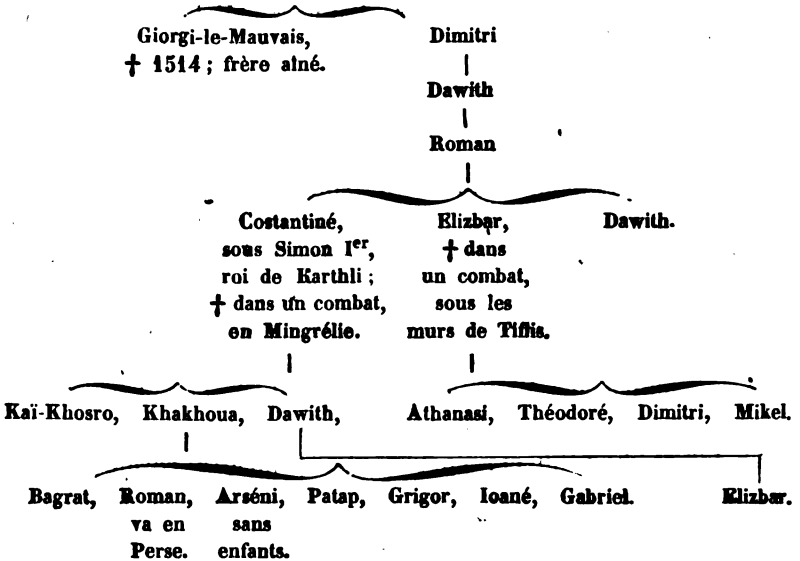 Giorgi-le-Mauvais, Dimitri
† 1514 ; frère aîné.
Dawith
Roman
Costantiné, Elizbar, Dawith.
sous Simon Ier, † dans
roi de Karthli ; un combat,
† dans un combat, sous les
en Mingrélie. murs de Tiflis.
Kaï-Khosro, Khakhoua, Dawith, Athanasi, Théodoré, Dimitri, Mikel.
Bagrat, Roman, Arséni, Patap, Grigor, Ioané, Gabriel. Elizbar.
va en sans
Perse. enfants.